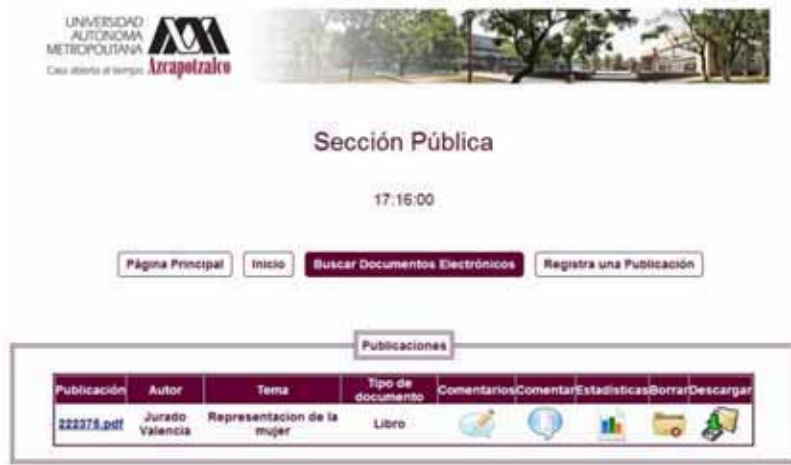 UNIVERSIDAD
AUTÓNOMA
METROPOLITANA
Casa abierta al tiempo Azcapotzalco
Sección Pública
17:16:00
Página Principal Inicio Buscar Documentos Electrónicos Registra una Publicación
Publicaciones
Publicación Autor Tema Tipo de documento Comentarios Comentar Estadísticas Borrar Descargar
222375.pdf Jurado Valencia Representacion de la mujer Libro